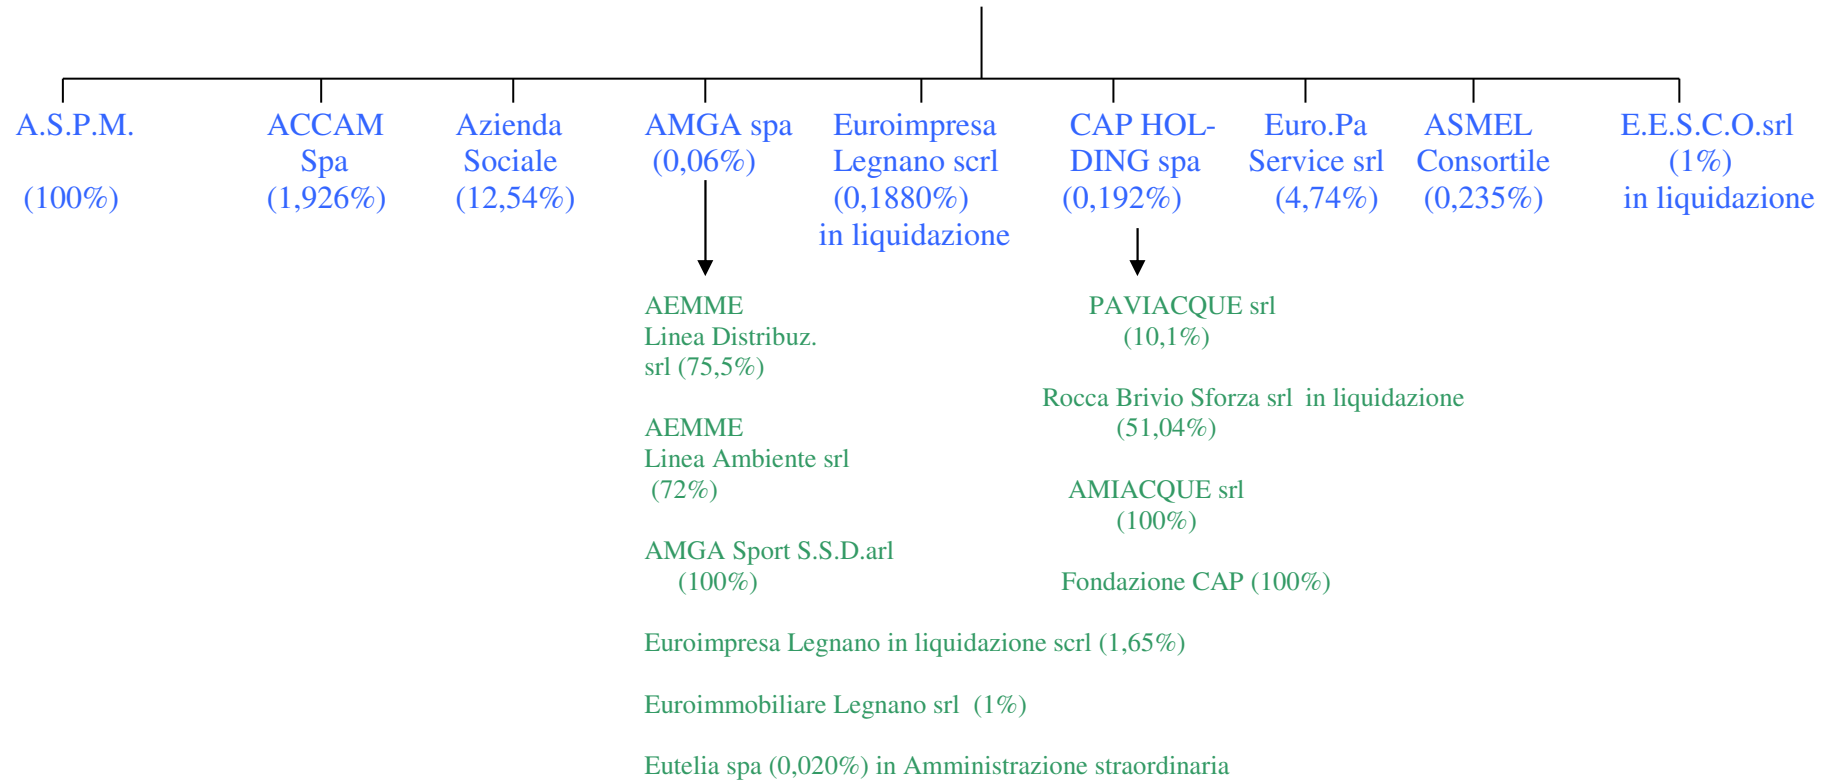 A.S.P.M.
(100%)
ACCAM
Spa
(1,926%)
Azienda
Sociale
(12,54%)
AMGA spa
(0,06%)
Euroimpresa
Legnano scrl
(0,1880%)
in liquidazione
CAP HOL-
DING spa
(0,192%)
Euro.Pa
Service srl
(4,74%)
ASMEL
Consortile
(0,235%)
E.E.S.C.O.srl
(1%)
in liquidazione
AEMME
Linea Distribuz.
srl (75,5%)
AEMME
Linea Ambiente srl
(72%)
AMGA Sport S.S.D.arl
(100%)
Euroimpresa Legnano in liquidazione scrl (1,65%)
Euroimmobiliare Legnano srl (1%)
Eutelia spa (0,020%) in Amministrazione straordinaria
PAVIACQUE srl
(10,1%)
Rocca Brivio Sforza srl in liquidazione
(51,04%)
AMIACQUE srl
(100%)
Fondazione CAP (100%)